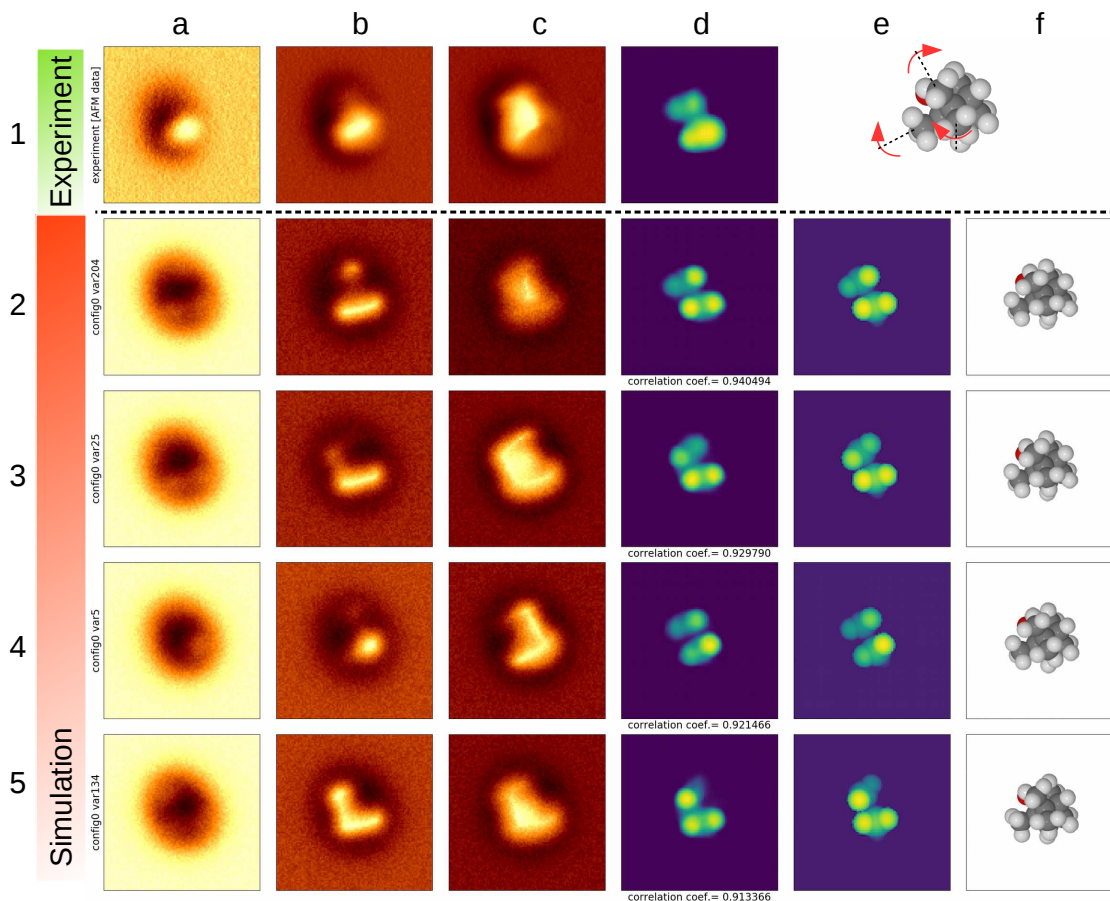 a b c d e f
Experiment
1
experiment [AFM data]
Simulation
2
config0 var204
correlation coef.= 0.940494
3
config0 var25
correlation coef.= 0.929790
4
config0 var5
correlation coef.= 0.921466
5
config0 var134
correlation coef.= 0.913366